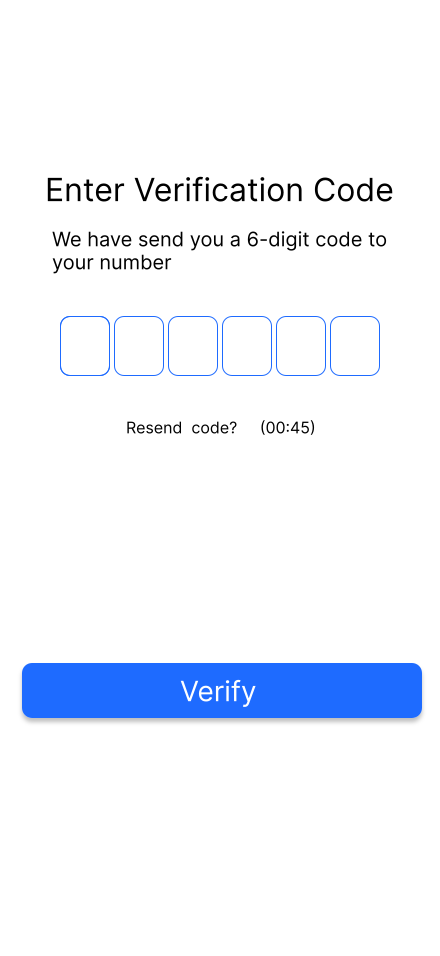 Enter Verification Code
We have send you a 6-digit code to
your number
Resend code? (00:45)
Verify